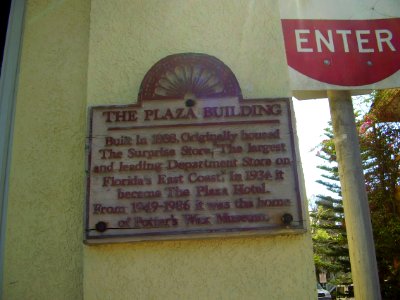 THE PLAZA BUILDING
Built in 1888. Originally housed
The Surprise Store, "The largest
and leading Department Store on
Florida's East Coast." In 1934 it
became The Plaza Hotel.
From 1949-1986 it was the home
of Potter's Wax Museum.
ENTER